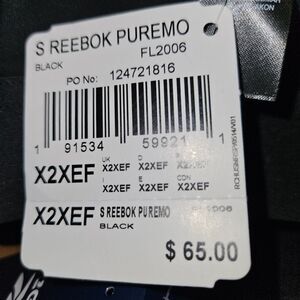 S REEBOK PUREMO
BLACK FL2006
PO No: 124721816
1 91534 59921 1
UK D
X2XEF X2XEF X2XEF
I E CDN
X2XEF X2XEF X2XEF
X2XEF S REEBOK PUREMO
BLACK
$ 65.00